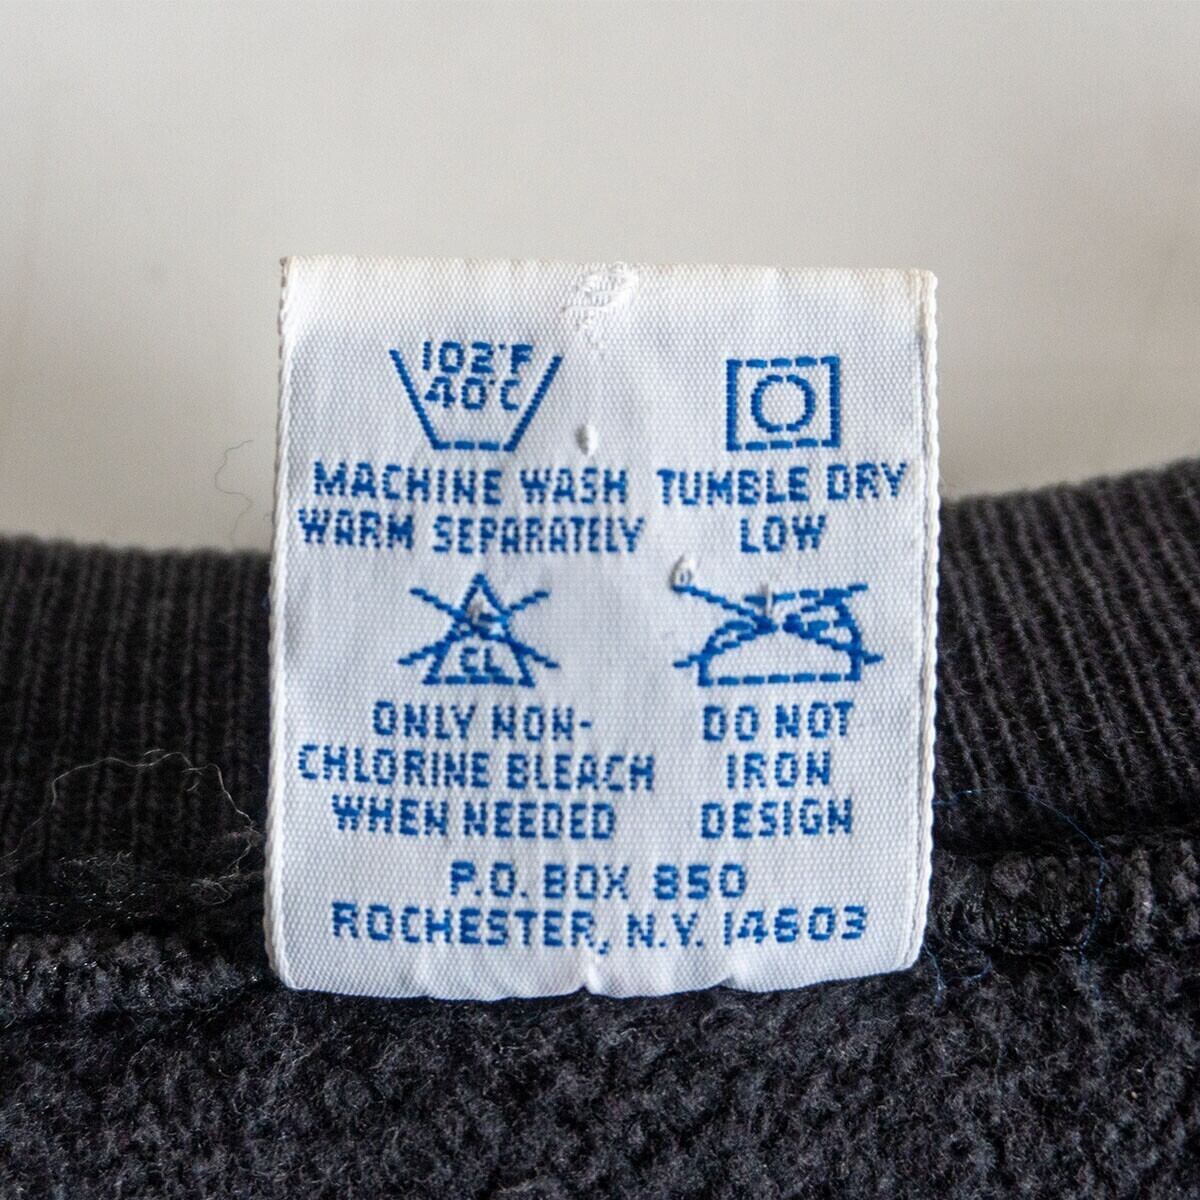 102°F
40°C
MACHINE WASH
WARM SEPARATELY
TUMBLE DRY
LOW
CL
ONLY NON-
CHLORINE BLEACH
WHEN NEEDED
DO NOT
IRON
DESIGN
P.O. BOX 850
ROCHESTER, N.Y. 14603